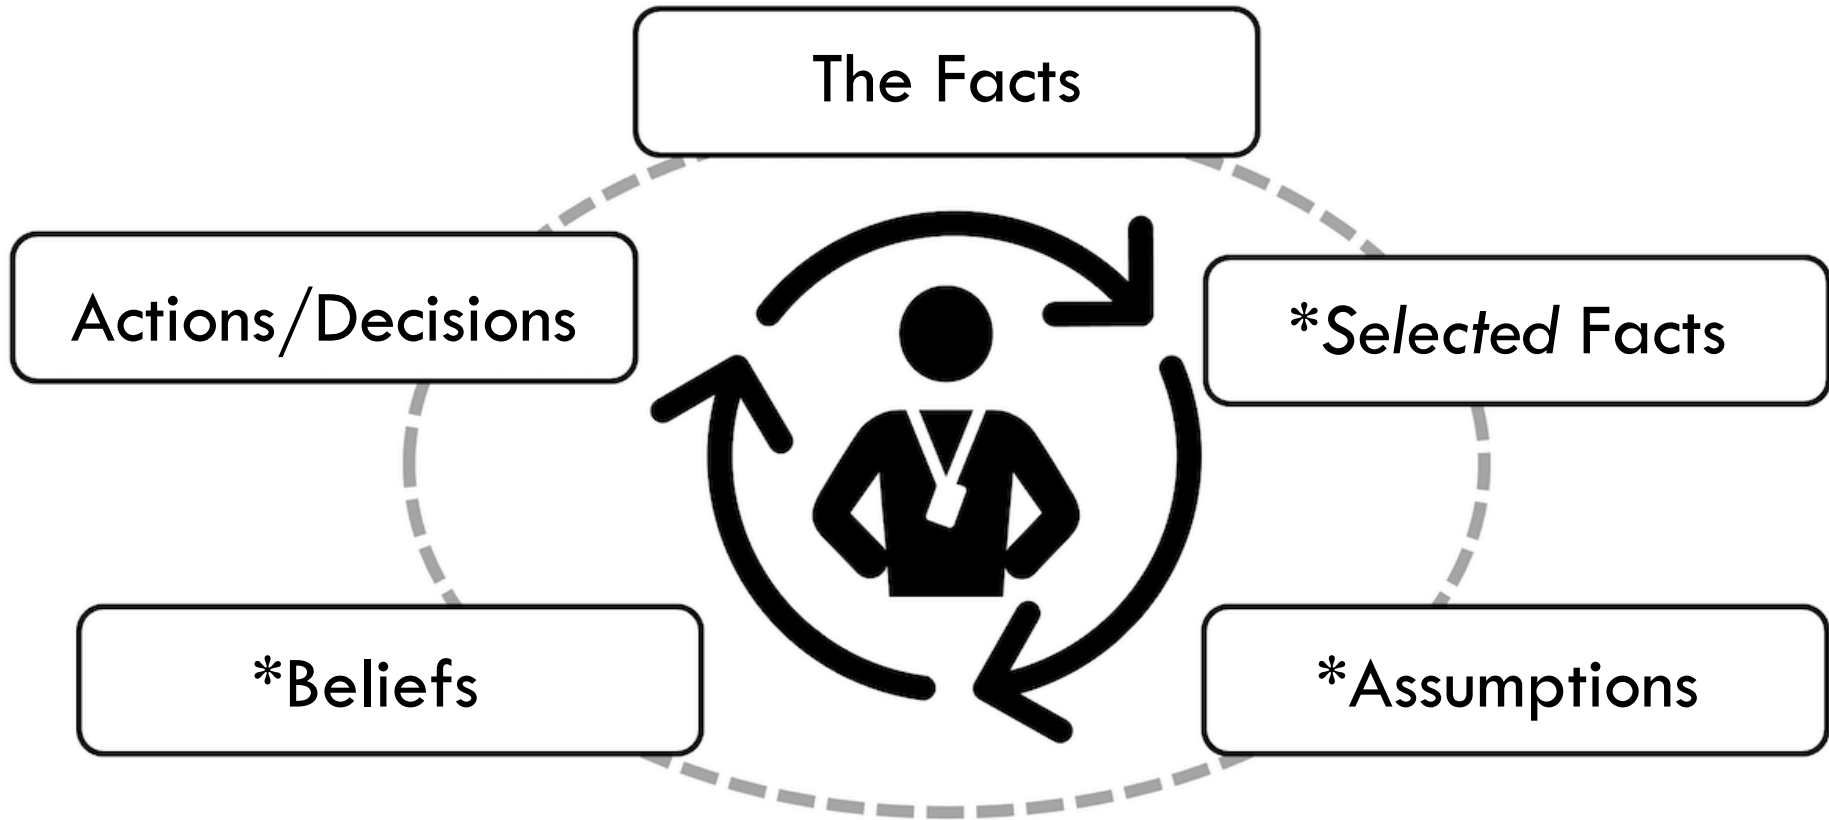 The Facts
*Selected Facts
*Assumptions
*Beliefs
Actions/Decisions